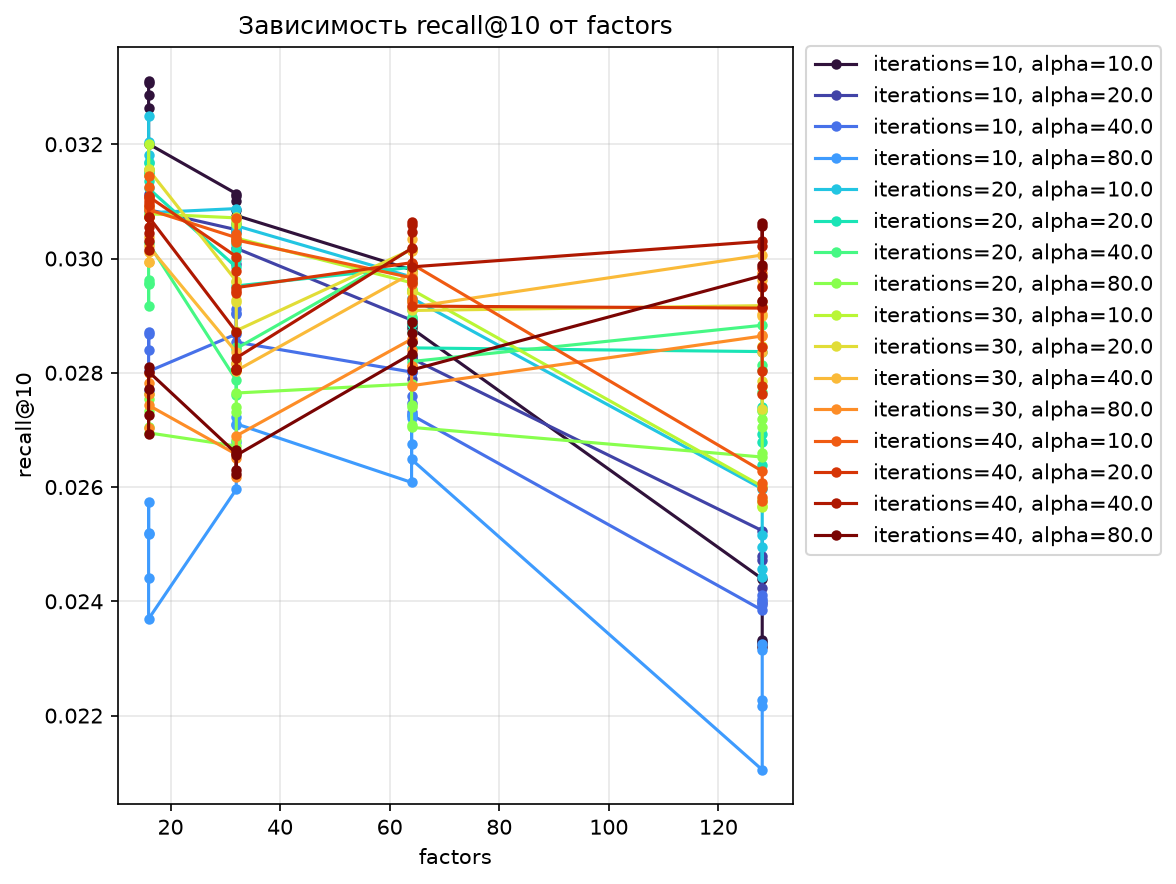 Зависимость recall@10 от factors
recall@10
0.032
0.030
0.028
0.026
0.024
0.022
20
40
60
80
100
120
factors
iterations=10, alpha=10.0
iterations=10, alpha=20.0
iterations=10, alpha=40.0
iterations=10, alpha=80.0
iterations=20, alpha=10.0
iterations=20, alpha=20.0
iterations=20, alpha=40.0
iterations=20, alpha=80.0
iterations=30, alpha=10.0
iterations=30, alpha=20.0
iterations=30, alpha=40.0
iterations=30, alpha=80.0
iterations=40, alpha=10.0
iterations=40, alpha=20.0
iterations=40, alpha=40.0
iterations=40, alpha=80.0